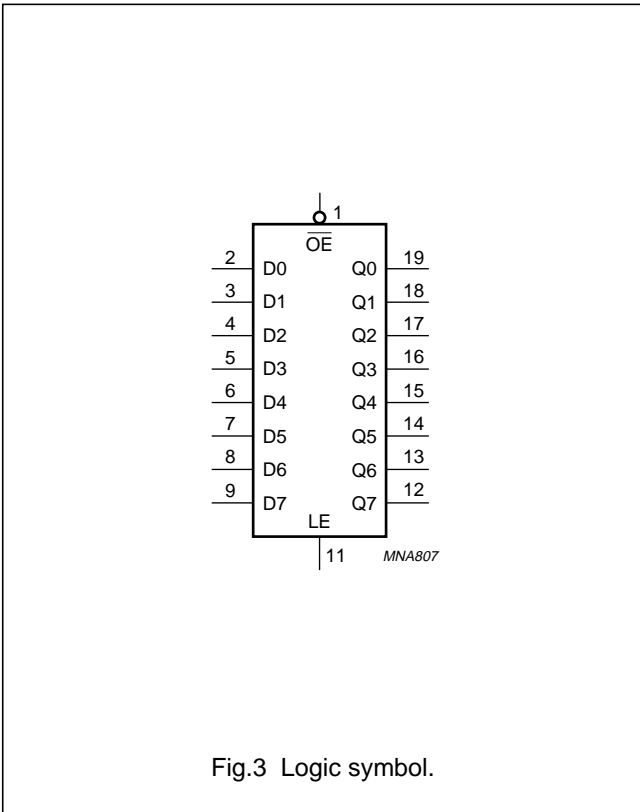 1
O̅E̅
2 D0 Q0 19
3 D1 Q1 18
4 D2 Q2 17
5 D3 Q3 16
6 D4 Q4 15
7 D5 Q5 14
8 D6 Q6 13
9 D7 Q7 12
LE
11 MNA807
Fig.3 Logic symbol.